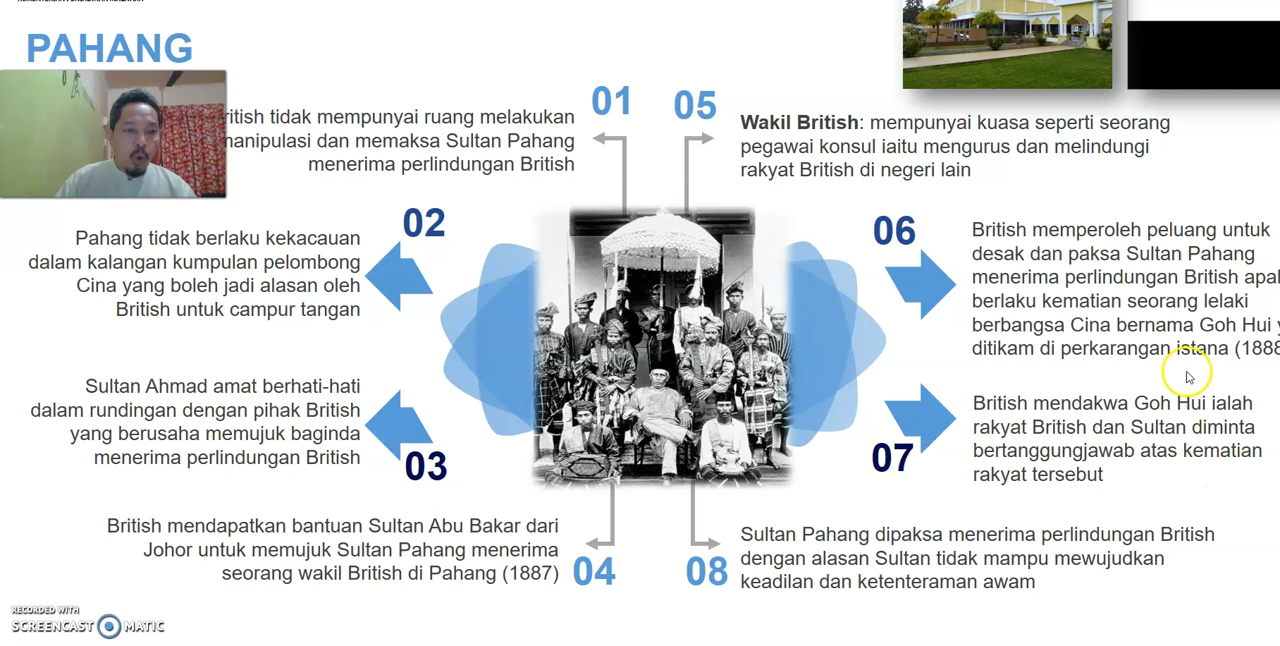 PAHANG
01
ritish tidak mempunyai ruang melakukan
manipulasi dan memaksa Sultan Pahang
menerima perlindungan British
02
Pahang tidak berlaku kekacauan
dalam kalangan kumpulan pelombong
Cina yang boleh jadi alasan oleh
British untuk campur tangan
Sultan Ahmad amat berhati-hati
dalam rundingan dengan pihak British
yang berusaha memujuk baginda
menerima perlindungan British
03
British mendapatkan bantuan Sultan Abu Bakar dari
Johor untuk memujuk Sultan Pahang menerima
seorang wakil British di Pahang (1887)
04
05
Wakil British: mempunyai kuasa seperti seorang
pegawai konsul iaitu mengurus dan melindungi
rakyat British di negeri lain
06
British memperoleh peluang untuk
desak dan paksa Sultan Pahang
menerima perlindungan British apa
berlaku kematian seorang lelaki
berbangsa Cina bernama Goh Hui y
ditikam di perkarangan istana (1888
British mendakwa Goh Hui ialah
rakyat British dan Sultan diminta
bertanggungjawab atas kematian
rakyat tersebut
07
Sultan Pahang dipaksa menerima perlindungan British
dengan alasan Sultan tidak mampu mewujudkan
keadilan dan ketenteraman awam
08
RECORDED WITH
SCREENCAST MATIC